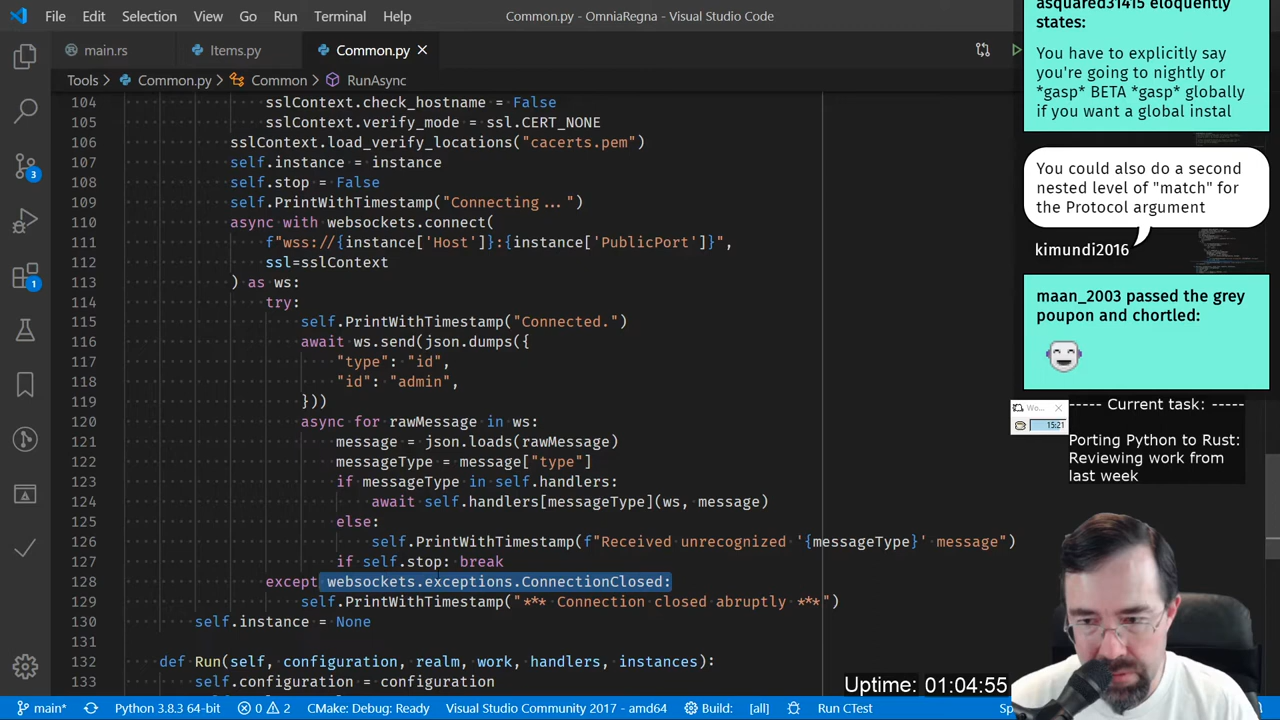 File Edit Selection View Go Run Terminal Help Common.py - OmniaRegna - Visual Studio Code
main.rs Items.py Common.py
Tools > Common.py > Common > RunAsync
104 sslContext.check_hostname = False
105 sslContext.verify_mode = ssl.CERT_NONE
106 sslContext.load_verify_locations("cacerts.pem")
107 self.instance = instance
108 self.stop = False
109 self.PrintWithTimestamp("Connecting...")
110 async with websockets.connect(
111 f"wss://{instance['Host']}:{instance['PublicPort']}",
112 ssl=sslContext
113 ) as ws:
114 try:
115 self.PrintWithTimestamp("Connected.")
116 await ws.send(json.dumps({
117 "type": "id",
118 "id": "admin",
119 }))
120 async for rawMessage in ws:
121 message = json.loads(rawMessage)
122 messageType = message["type"]
123 if messageType in self.handlers:
124 await self.handlers[messageType](ws, message)
125 else:
126 self.PrintWithTimestamp(f"Received unrecognized '{messageType}' message")
127 if self.stop: break
128 except websockets.exceptions.ConnectionClosed:
129 self.PrintWithTimestamp("*** Connection closed abruptly ***")
130 self.instance = None
131
132 def Run(self, configuration, realm, work, handlers, instances):
133 self.configuration = configuration
asquared31415 eloquently
states:
You have to explicitly say
you're going to nightly or
*gasp* BETA *gasp* globally
if you want a global instal
You could also do a second
nested level of "match" for
the Protocol argument
kimundi2016
maan_2003 passed the grey
poupon and chortled:
Wo...
15:21
----- Current task: -----
Porting Python to Rust:
Reviewing work from
last week
Uptime: 01:04:55
3
1
main* Python 3.8.3 64-bit 0 2 CMake: Debug: Ready Visual Studio Community 2017 - amd64 Build: [all] Run CTest